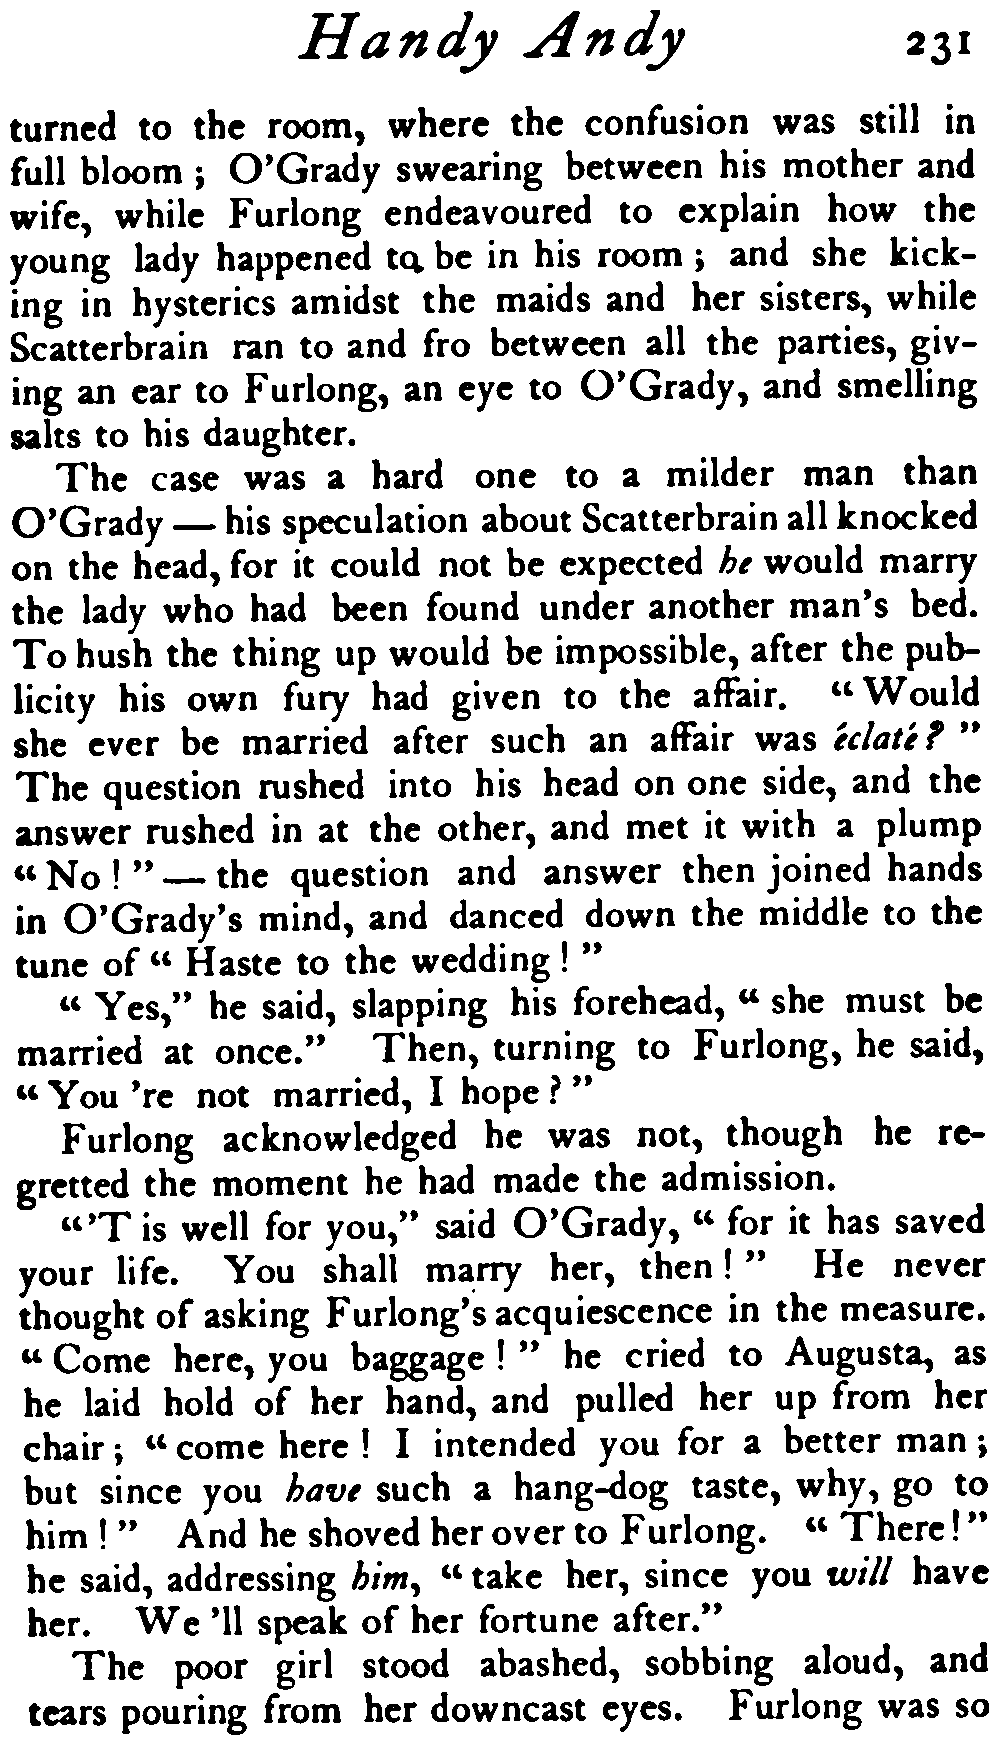 Handy Andy 231
turned to the room, where the confusion was still in
full bloom ; O'Grady swearing between his mother and
wife, while Furlong endeavoured to explain how the
young lady happened to be in his room ; and she kick-
ing in hysterics amidst the maids and her sisters, while
Scatterbrain ran to and fro between all the parties, giv-
ing an ear to Furlong, an eye to O'Grady, and smelling
salts to his daughter.
The case was a hard one to a milder man than
O'Grady — his speculation about Scatterbrain all knocked
on the head, for it could not be expected he would marry
the lady who had been found under another man's bed.
To hush the thing up would be impossible, after the pub-
licity his own fury had given to the affair. “ Would
she ever be married after such an affair was éclaté ? ”
The question rushed into his head on one side, and the
answer rushed in at the other, and met it with a plump
“ No ! ” — the question and answer then joined hands
in O'Grady's mind, and danced down the middle to the
tune of “ Haste to the wedding ! ”
“ Yes,” he said, slapping his forehead, “ she must be
married at once.” Then, turning to Furlong, he said,
“ You 're not married, I hope ? ”
Furlong acknowledged he was not, though he re-
gretted the moment he had made the admission.
“ 'T is well for you,” said O'Grady, “ for it has saved
your life. You shall marry her, then ! ” He never
thought of asking Furlong's acquiescence in the measure.
“ Come here, you baggage ! ” he cried to Augusta, as
he laid hold of her hand, and pulled her up from her
chair ; “ come here ! I intended you for a better man ;
but since you have such a hang-dog taste, why, go to
him ! ” And he shoved her over to Furlong. “ There ! ”
he said, addressing him, “ take her, since you will have
her. We 'll speak of her fortune after.”
The poor girl stood abashed, sobbing aloud, and
tears pouring from her downcast eyes. Furlong was so